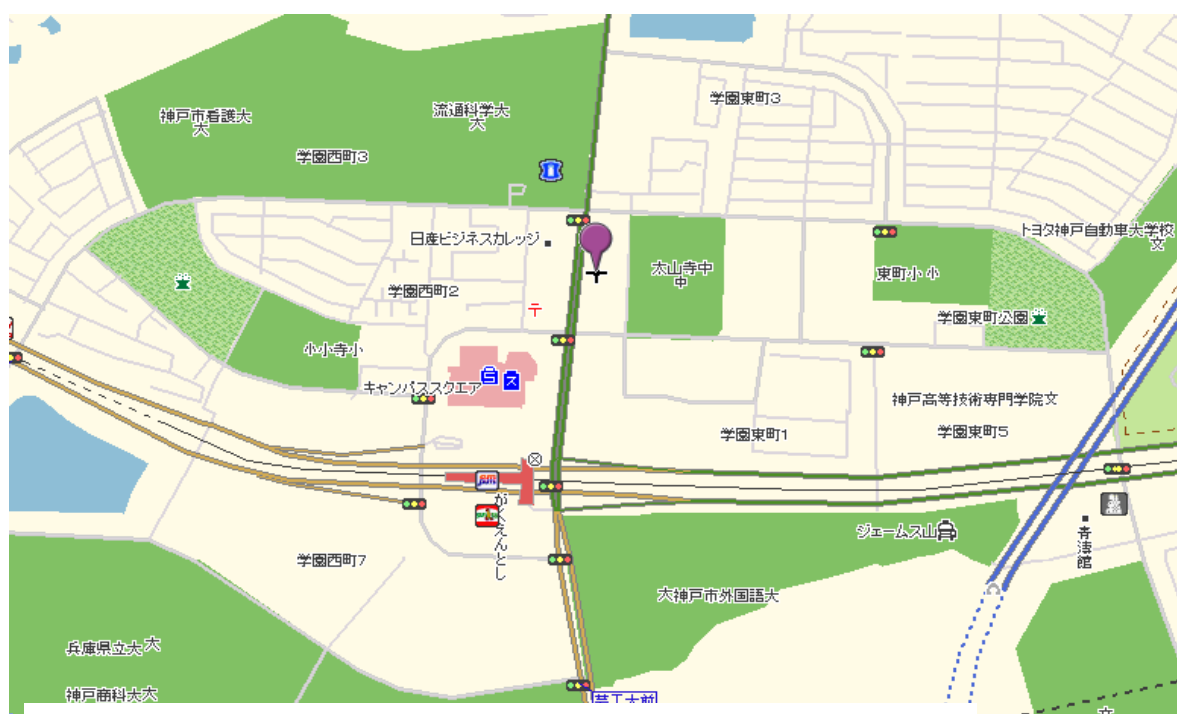 学園東町3
流通科学大
大
神戸市看護大
大
学園西町3
P
トヨタ神戸自動車大学校
文
日産ビジネスカレッジ
太山寺中
中
東町小 小
学園西町2
〒
学園東町公園
小小寺小
キャンパススクエア
S
ス
神戸高等技術専門学院文
学園東町1
学園東町5
がくえんとし
ジェームス山
青濤館
学園西町7
大神戸市外国語大
兵庫県立大大
神戸商科大大
芸工大前